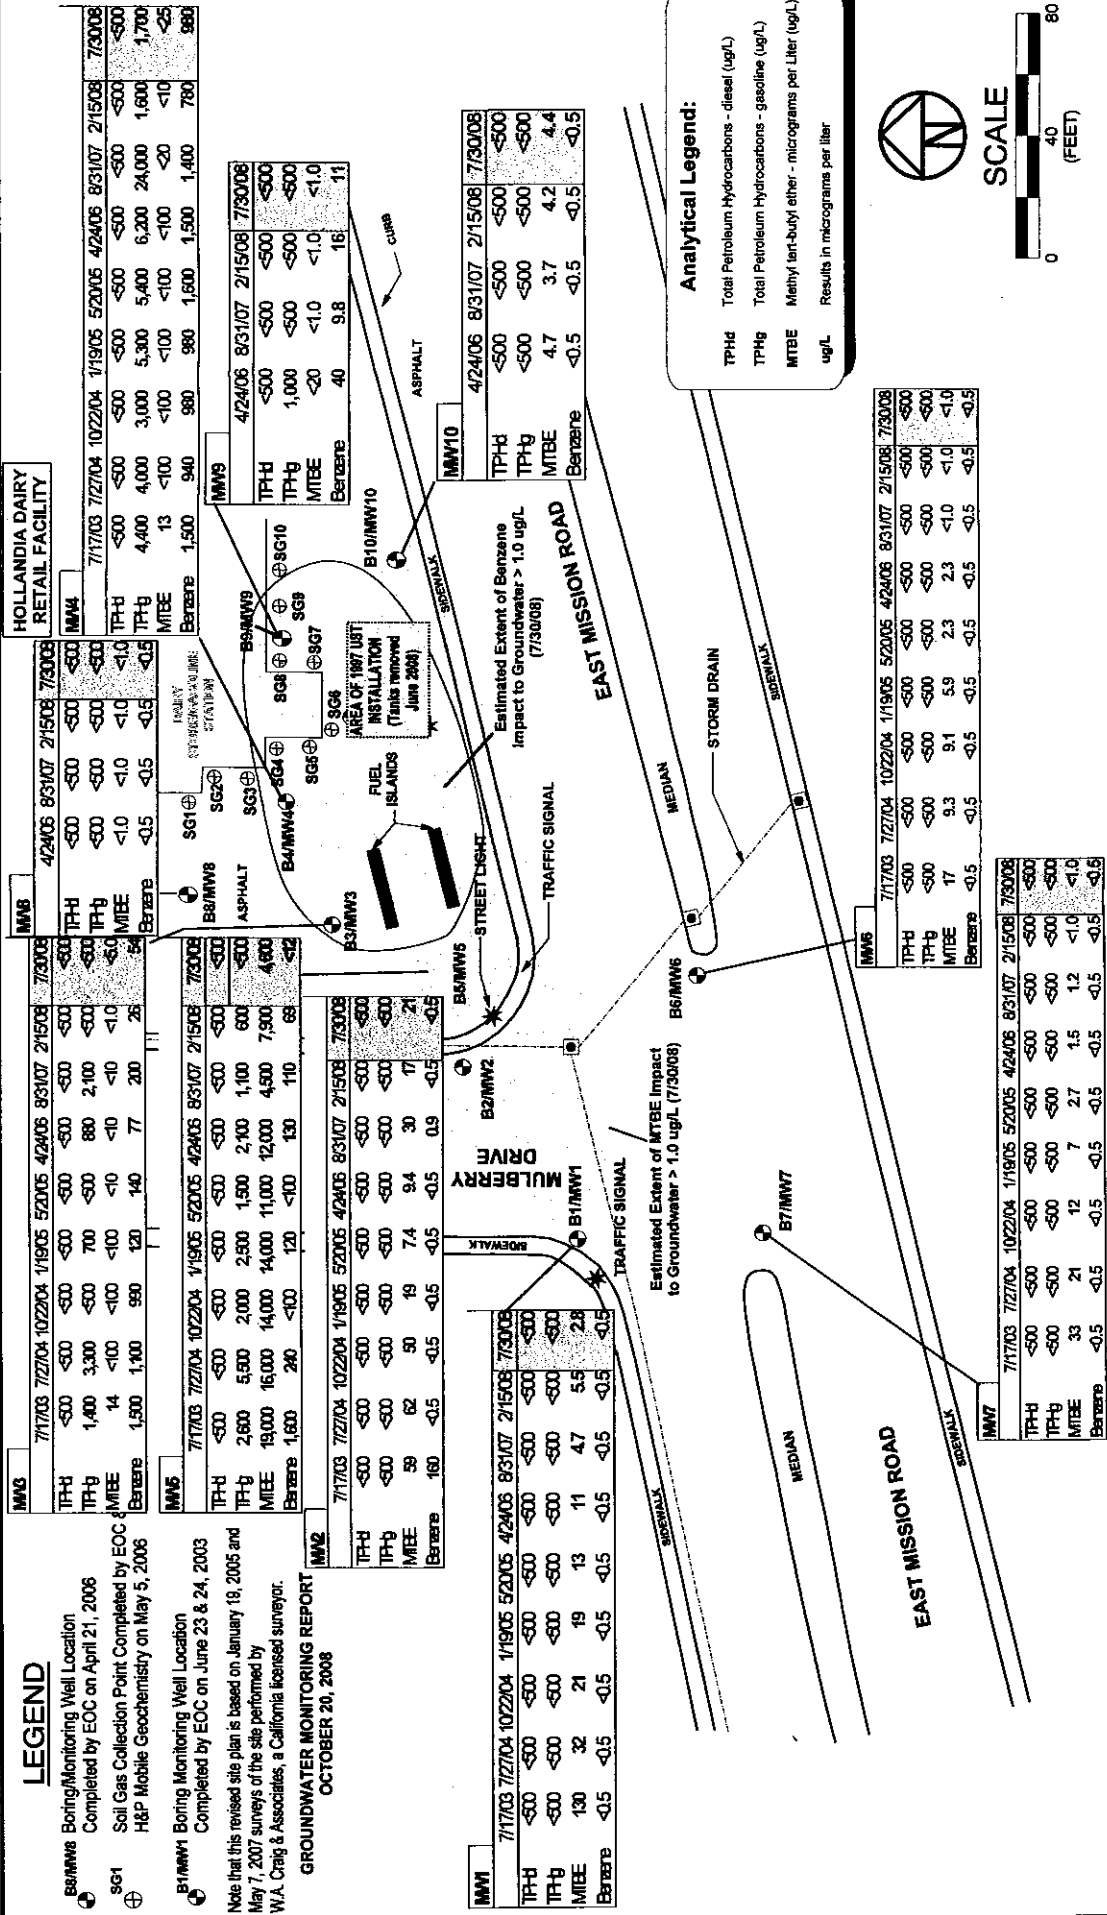 LEGEND
B8/MW8 Boring/Monitoring Well Location
Completed by EOC on April 21, 2006
SG1 Soil Gas Collection Point Completed by EOC &
H&P Mobile Geochemistry on May 5, 2006
B1/MW1 Boring Monitoring Well Location
Completed by EOC on June 23 & 24, 2003
Note that this revised site plan is based on January 19, 2005 and
May 7, 2007 surveys of the site performed by
W.A. Craig & Associates, a California licensed surveyor.
GROUNDWATER MONITORING REPORT
OCTOBER 20, 2008
MW3
7/17/03 7/27/04 10/22/04 1/19/05 5/20/05 4/24/06 8/31/07 2/15/08 7/30/08
TPHd <500 <500 <500 <500 <500 <500 <500 <500 <500
TPHg 1,400 3,300 <500 700 <500 880 2,100 <500 <500
MTBE 14 <100 <100 <100 <10 <10 <10 <1.0 <5.0
Benzene 1,500 1,100 990 120 140 77 200 26 54
MW5
7/17/03 7/27/04 10/22/04 1/19/05 5/20/05 4/24/06 8/31/07 2/15/08 7/30/08
TPHd <500 <500 <500 <500 <500 <500 <500 <500 <500
TPHg 2,600 5,500 2,000 2,500 1,500 2,100 1,100 600 <500
MTBE 19,000 16,000 14,000 14,000 11,000 12,000 4,500 7,900 4,600
Benzene 1,600 240 <100 120 <100 130 110 69 <12
MW2
7/17/03 7/27/04 10/22/04 1/19/05 5/20/05 4/24/06 8/31/07 2/15/08 7/30/08
TPHd <500 <500 <500 <500 <500 <500 <500 <500 <500
TPHg <500 <500 <500 <500 <500 <500 <500 <500 <500
MTBE 59 62 50 19 7.4 9.4 30 17 21
Benzene 160 <0.5 <0.5 <0.5 <0.5 <0.5 0.9 <0.5 <0.5
MW1
7/17/03 7/27/04 10/22/04 1/19/05 5/20/05 4/24/06 8/31/07 2/15/08 7/30/08
TPHd <500 <500 <500 <500 <500 <500 <500 <500 <500
TPHg <500 <500 <500 <500 <500 <500 <500 <500 <500
MTBE 130 32 21 19 13 11 4.7 5.5 2.8
Benzene <0.5 <0.5 <0.5 <0.5 <0.5 <0.5 <0.5 <0.5 <0.5
MW8
4/24/06 8/31/07 2/15/08 7/30/08
TPHd <500 <500 <500 <500
TPHg <500 <500 <500 <500
MTBE <1.0 <1.0 <1.0 <1.0
Benzene <0.5 <0.5 <0.5 <0.5
HOLLANDIA DAIRY
RETAIL FACILITY
MW4
7/17/03 7/27/04 10/22/04 1/19/05 5/20/05 4/24/06 8/31/07 2/15/08 7/30/08
TPHd <500 <500 <500 <500 <500 <500 <500 <500 <500
TPHg 4,400 4,000 3,000 5,300 5,400 6,200 24,000 1,600 1,700
MTBE 13 <100 <100 <100 <100 <100 <20 <10 <25
Benzene 1,500 940 980 980 1,600 1,500 1,400 780 980
MW9
4/24/06 8/31/07 2/15/08 7/30/08
TPHd <500 <500 <500 <500
TPHg 1,000 <500 <500 <500
MTBE <20 <1.0 <1.0 <1.0
Benzene 40 9.8 16 11
MW10
4/24/06 8/31/07 2/15/08 7/30/08
TPHd <500 <500 <500 <500
TPHg <500 <500 <500 <500
MTBE 4.7 3.7 4.2 4.4
Benzene <0.5 <0.5 <0.5 <0.5
DAIRY
STATION
B8/MW8
ASPHALT
SG1
SG2
SG3
SG4
SG5
SG6
SG7
SG8
SG9
SG10
B9/MW9
B10/MW10
B4/MW4
B3/MW3
FUEL
ISLANDS
AREA OF 1997 UST
INSTALLATION
(Tanks removed
June 2008)
ASPHALT
CURB
SIDEWALK
Estimated Extent of Benzene
Impact to Groundwater > 1.0 ug/L
(7/30/08)
B5/MW5
STREET LIGHT
TRAFFIC SIGNAL
B2/MW2
MULBERRY
DRIVE
SIDEWALK
B1/MW1
TRAFFIC SIGNAL
SIDEWALK
EAST MISSION ROAD
MEDIAN
STORM DRAIN
SIDEWALK
B6/MW6
Estimated Extent of MTBE Impact
to Groundwater > 1.0 ug/L (7/30/08)
B7/MW7
MEDIAN
EAST MISSION ROAD
SIDEWALK
MW6
7/17/03 7/27/04 10/22/04 1/19/05 5/20/05 4/24/06 8/31/07 2/15/08 7/30/08
TPHd <500 <500 <500 <500 <500 <500 <500 <500 <500
TPHg <500 <500 <500 <500 <500 <500 <500 <500 <500
MTBE 17 9.3 9.1 5.9 2.3 2.3 <1.0 <1.0 <1.0
Benzene <0.5 <0.5 <0.5 <0.5 <0.5 <0.5 <0.5 <0.5 <0.5
MW7
7/17/03 7/27/04 10/22/04 1/19/05 5/20/05 4/24/06 8/31/07 2/15/08 7/30/08
TPHd <500 <500 <500 <500 <500 <500 <500 <500 <500
TPHg <500 <500 <500 <500 <500 <500 <500 <500 <500
MTBE 33 21 12 7 2.7 1.5 1.2 <1.0 <1.0
Benzene <0.5 <0.5 <0.5 <0.5 <0.5 <0.5 <0.5 <0.5 <0.5
Analytical Legend:
TPHd Total Petroleum Hydrocarbons - diesel (ug/L)
TPHg Total Petroleum Hydrocarbons - gasoline (ug/L)
MTBE Methyl tert-butyl ether - micrograms per Liter (ug/L)
ug/L Results in micrograms per liter
N
SCALE
0 40 80
(FEET)